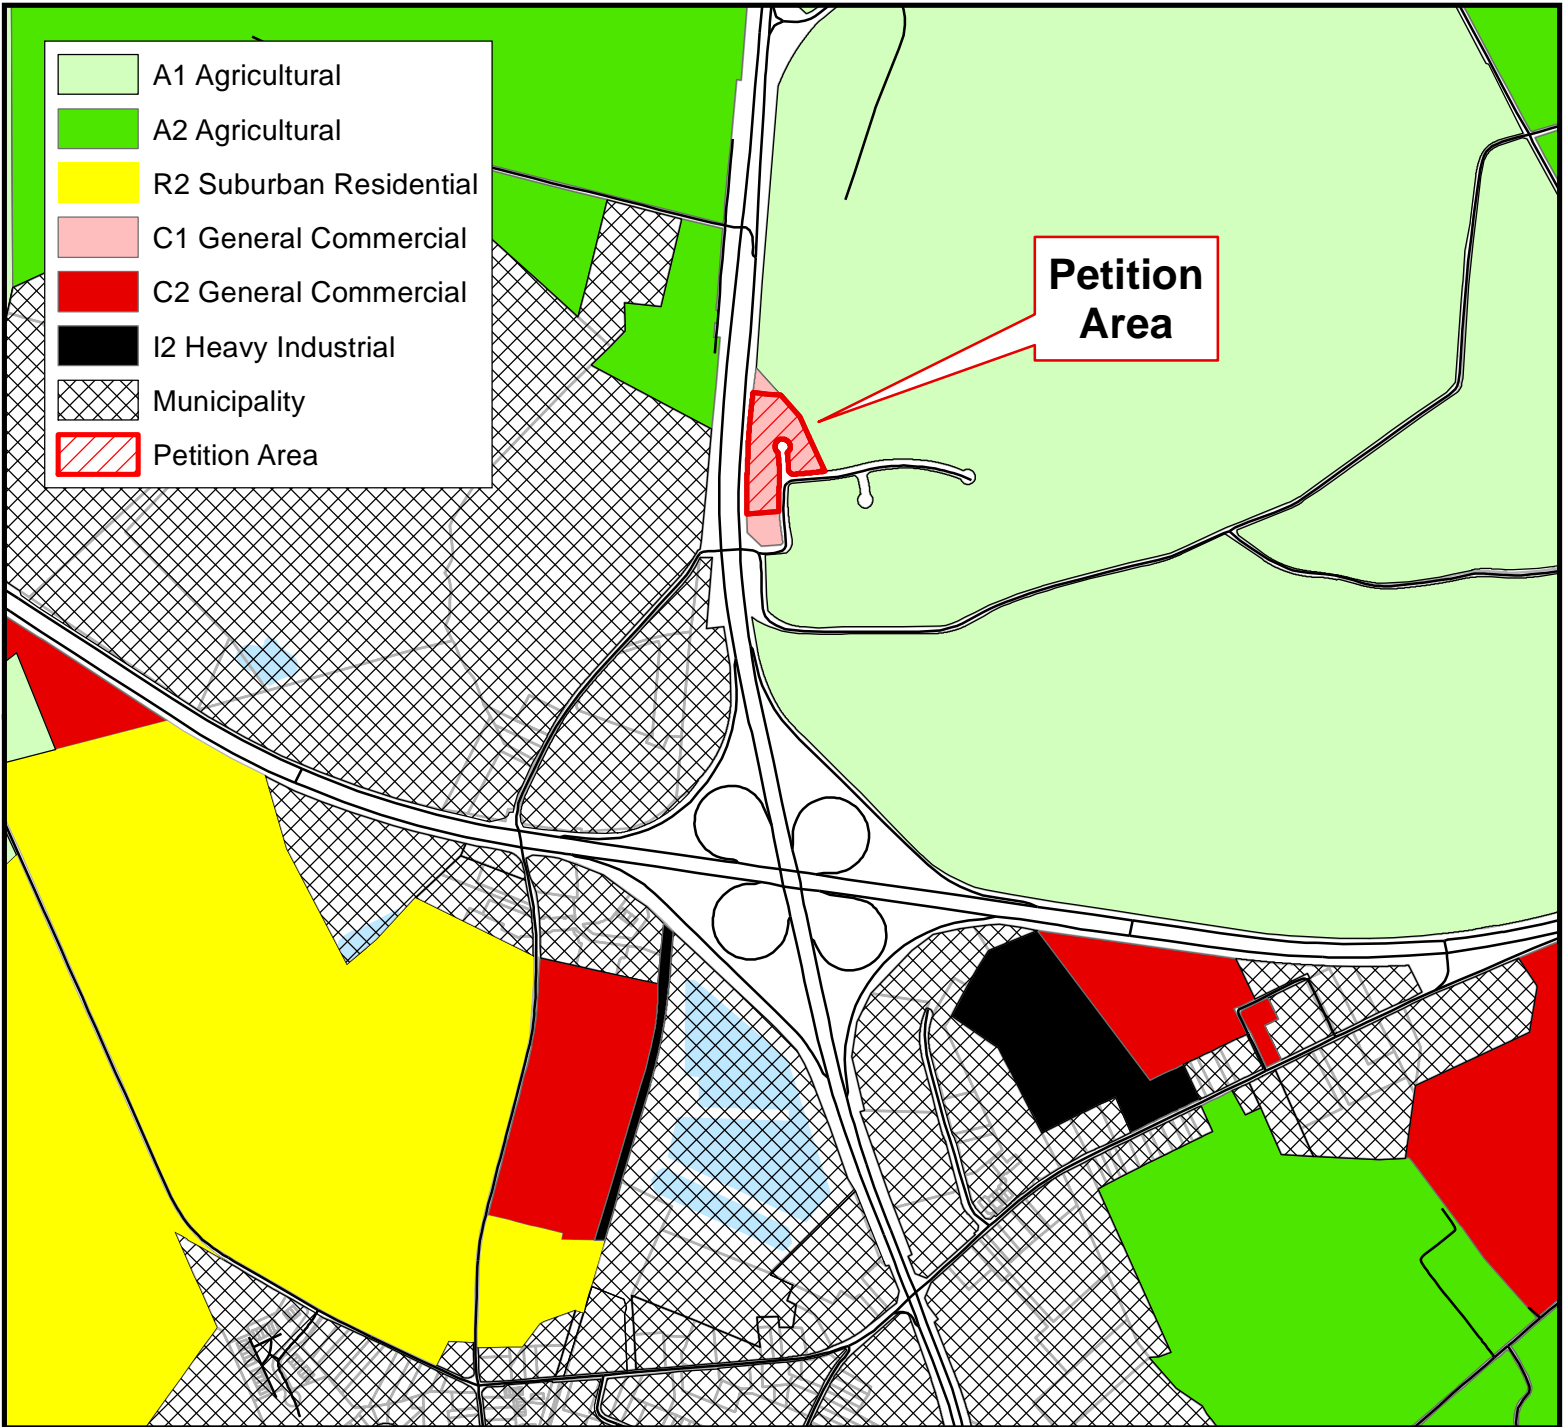 A1 Agricultural
A2 Agricultural
R2 Suburban Residential
C1 General Commercial
C2 General Commercial
I2 Heavy Industrial
Municipality
Petition Area
Petition
Area